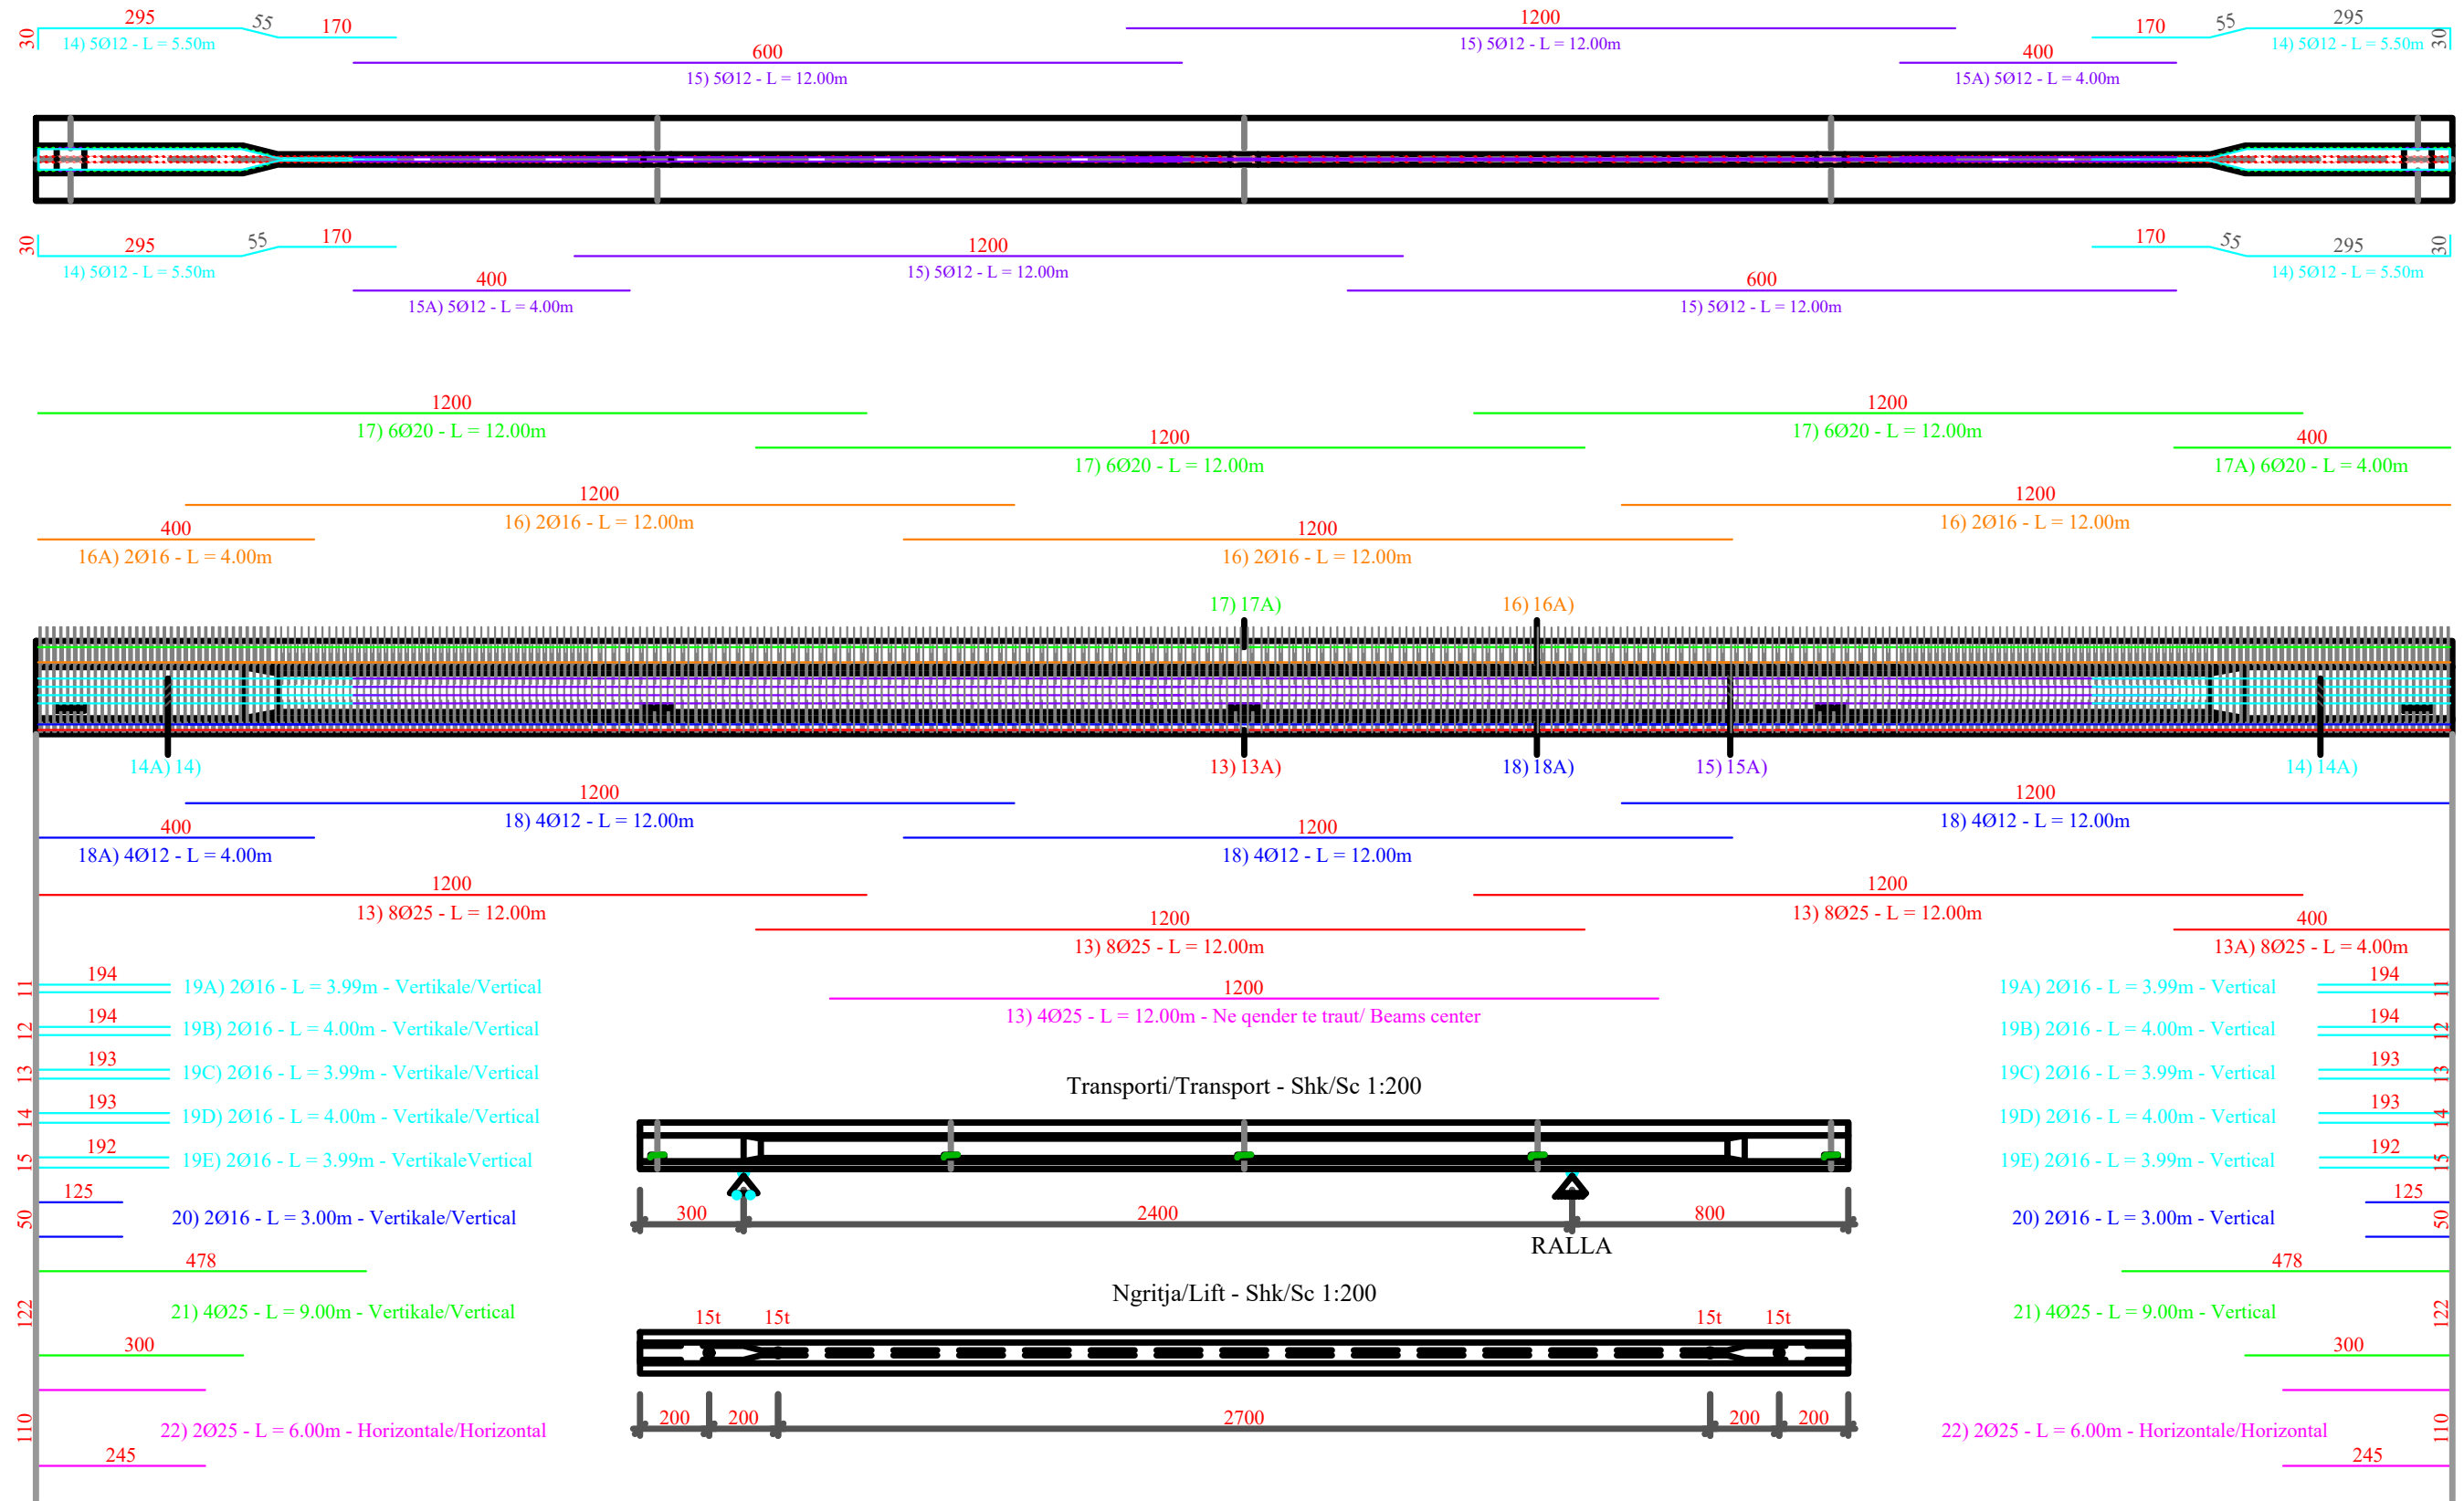 295 55 170 1200 170 55 295
30 14) 5Ø12 - L = 5.50m 15) 5Ø12 - L = 12.00m 14) 5Ø12 - L = 5.50m 30
600 400
15) 5Ø12 - L = 12.00m 15A) 5Ø12 - L = 4.00m
30 295 55 170 1200 170 55 295 30
14) 5Ø12 - L = 5.50m 15) 5Ø12 - L = 12.00m 14) 5Ø12 - L = 5.50m
400 600
15A) 5Ø12 - L = 4.00m 15) 5Ø12 - L = 12.00m
1200 1200
17) 6Ø20 - L = 12.00m 17) 6Ø20 - L = 12.00m
1200 400
17) 6Ø20 - L = 12.00m 17A) 6Ø20 - L = 4.00m
1200 1200
16) 2Ø16 - L = 12.00m 16) 2Ø16 - L = 12.00m
400 1200
16A) 2Ø16 - L = 4.00m 16) 2Ø16 - L = 12.00m
17) 17A) 16) 16A)
14A) 14) 13) 13A) 18) 18A) 15) 15A) 14) 14A)
1200 1200
18) 4Ø12 - L = 12.00m 18) 4Ø12 - L = 12.00m
400 1200
18A) 4Ø12 - L = 4.00m 18) 4Ø12 - L = 12.00m
1200 1200
13) 8Ø25 - L = 12.00m 13) 8Ø25 - L = 12.00m
1200 400
13) 8Ø25 - L = 12.00m 13A) 8Ø25 - L = 4.00m
194 194
11 19A) 2Ø16 - L = 3.99m - Vertikale/Vertical 1200 19A) 2Ø16 - L = 3.99m - Vertical 11
194 13) 4Ø25 - L = 12.00m - Ne qender te traut/ Beams center 194
12 19B) 2Ø16 - L = 4.00m - Vertikale/Vertical 19B) 2Ø16 - L = 4.00m - Vertical 12
193 193
13 19C) 2Ø16 - L = 3.99m - Vertikale/Vertical Transporti/Transport - Shk/Sc 1:200 19C) 2Ø16 - L = 3.99m - Vertical 13
193 193
14 19D) 2Ø16 - L = 4.00m - Vertikale/Vertical 19D) 2Ø16 - L = 4.00m - Vertical 14
192 192
15 19E) 2Ø16 - L = 3.99m - VertikaleVertical 19E) 2Ø16 - L = 3.99m - Vertical 15
125 125
50 20) 2Ø16 - L = 3.00m - Vertikale/Vertical 300 2400 800 20) 2Ø16 - L = 3.00m - Vertical 50
RALLA
478 478
Ngritja/Lift - Shk/Sc 1:200
122 21) 4Ø25 - L = 9.00m - Vertikale/Vertical 15t 15t 15t 15t 21) 4Ø25 - L = 9.00m - Vertical 122
300 300
110 22) 2Ø25 - L = 6.00m - Horizontale/Horizontal 200 200 2700 200 200 22) 2Ø25 - L = 6.00m - Horizontale/Horizontal 110
245 245